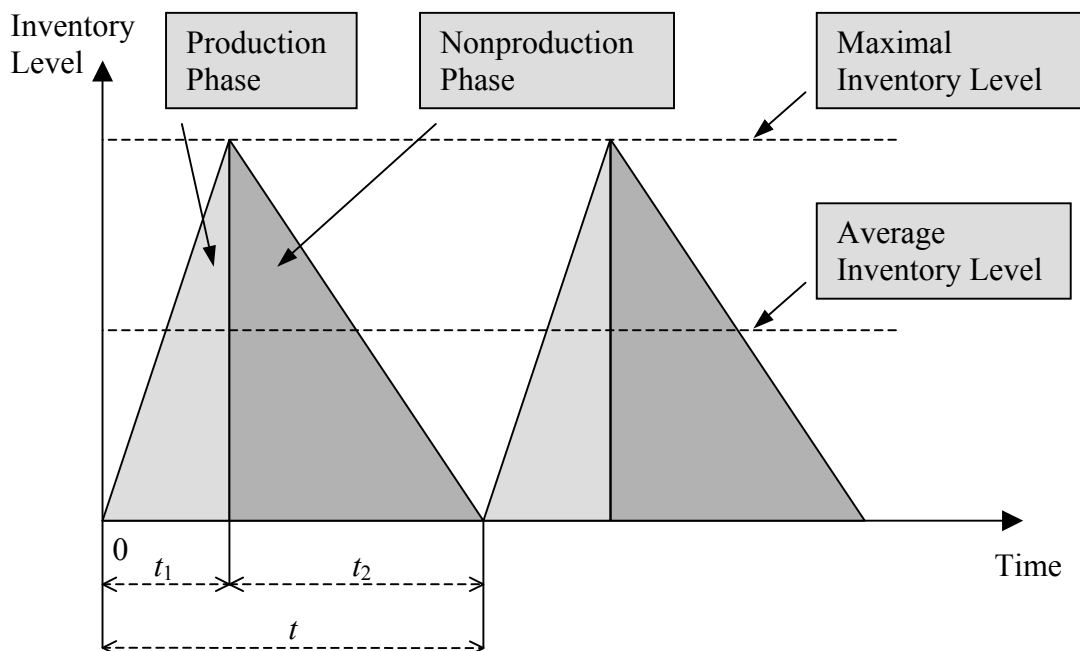 Inventory
Level
Production
Phase
Nonproduction
Phase
Maximal
Inventory Level
Average
Inventory Level
0
t1
t2
Time
t